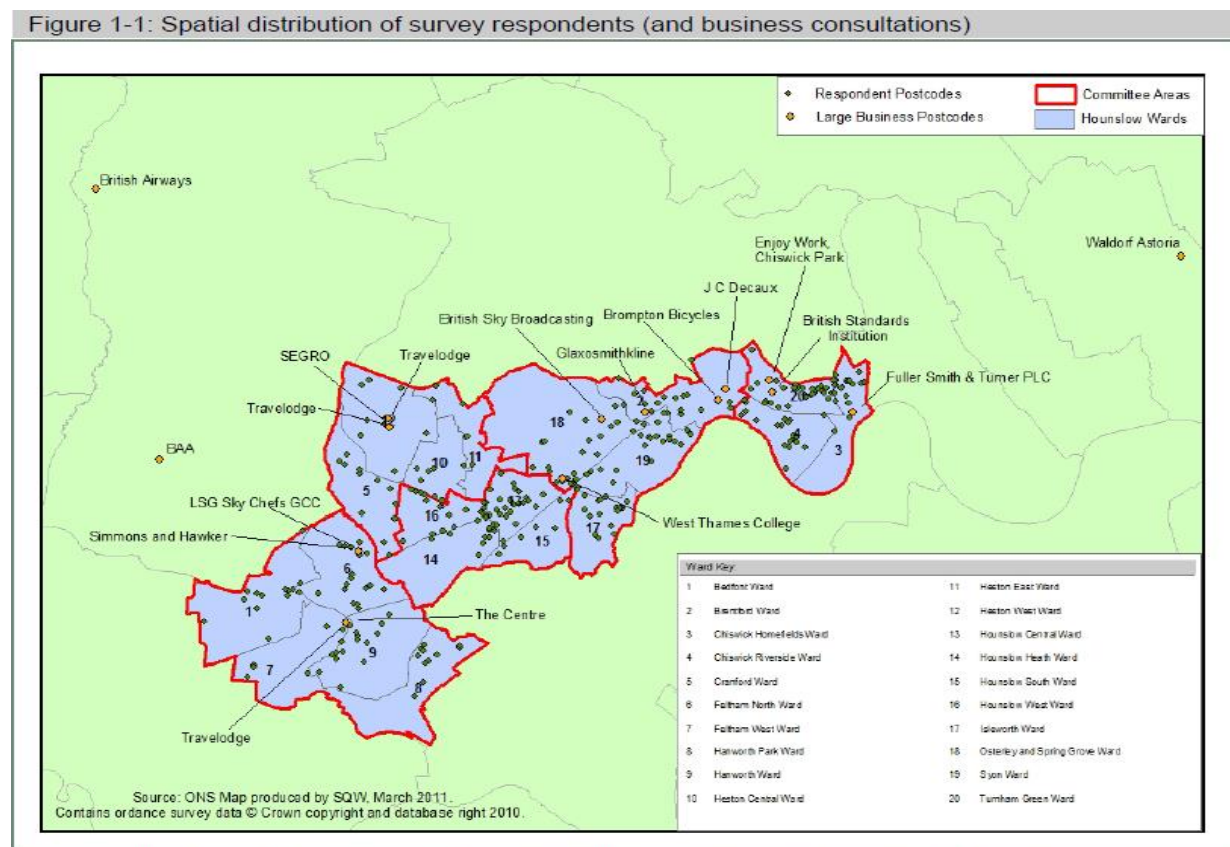 Figure 1-1: Spatial distribution of survey respondents (and business consultations)
Respondent Postcodes
Committee Areas
Large Business Postcodes
Hounslow Wards
British Airways
Enjoy Work,
Chiswick Park
Waldorf Astoria
J C Decaux
British Sky Broadcasting
Brompton Bicycles
British Standards
Institution
SEGRO
Travelodge
Glaxosmithkline
Fuller Smith & Turner PLC
Travelodge
BAA
LSG Sky Chefs GCC
Simmons and Hawker
West Thames College
The Centre
Travelodge
2
20
18
4
3
10
11
19
5
13
16
17
15
14
6
1
9
7
8
Ward Key
1 Bedfont Ward
2 Brentford Ward
3 Chiswick Homefields Ward
4 Chiswick Riverside Ward
5 Cranford Ward
6 Feltham North Ward
7 Feltham West Ward
8 Hanworth Park Ward
9 Hanworth Ward
10 Heston Central Ward
11 Heston East Ward
12 Heston West Ward
13 Hounslow Central Ward
14 Hounslow Heath Ward
15 Hounslow South Ward
16 Hounslow West Ward
17 Isleworth Ward
18 Osterley and Spring Grove Ward
19 Syon Ward
20 Turnham Green Ward
Source: ONS Map produced by SQW, March 2011.
Contains ordance survey data © Crown copyright and database right 2010.